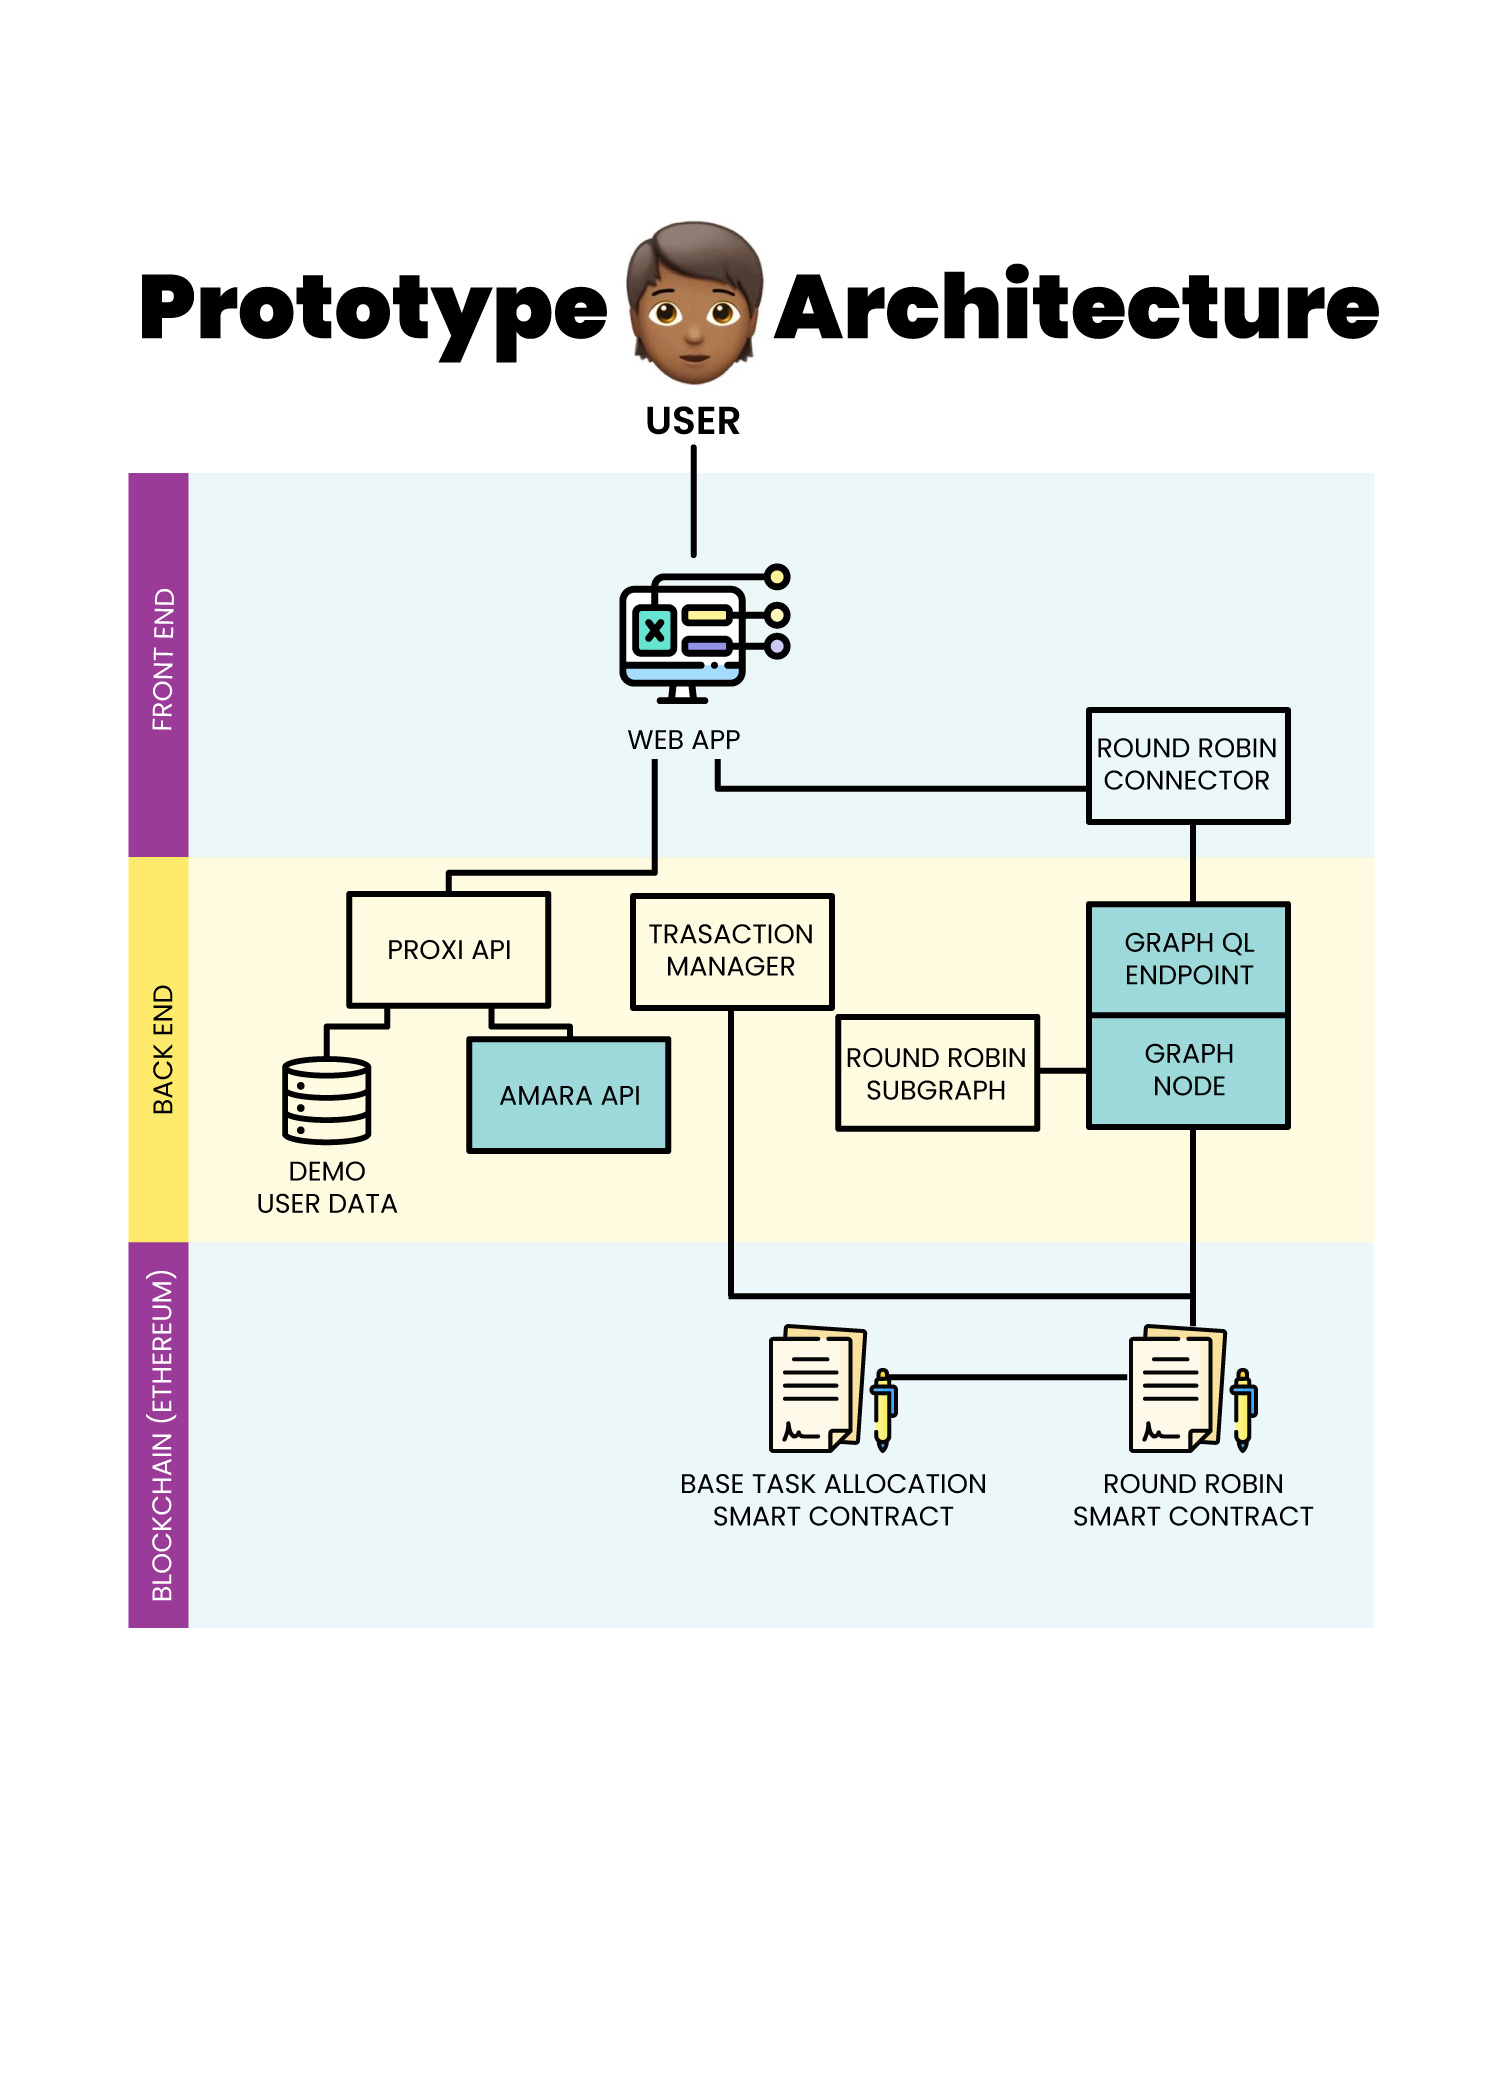 Prototype Architecture
USER
FRONT END
WEB APP
ROUND ROBIN
CONNECTOR
BACK END
PROXI API
TRASACTION
MANAGER
GRAPH QL
ENDPOINT
ROUND ROBIN
SUBGRAPH
GRAPH
NODE
AMARA API
DEMO
USER DATA
BLOCKCHAIN (ETHEREUM)
BASE TASK ALLOCATION
SMART CONTRACT
ROUND ROBIN
SMART CONTRACT